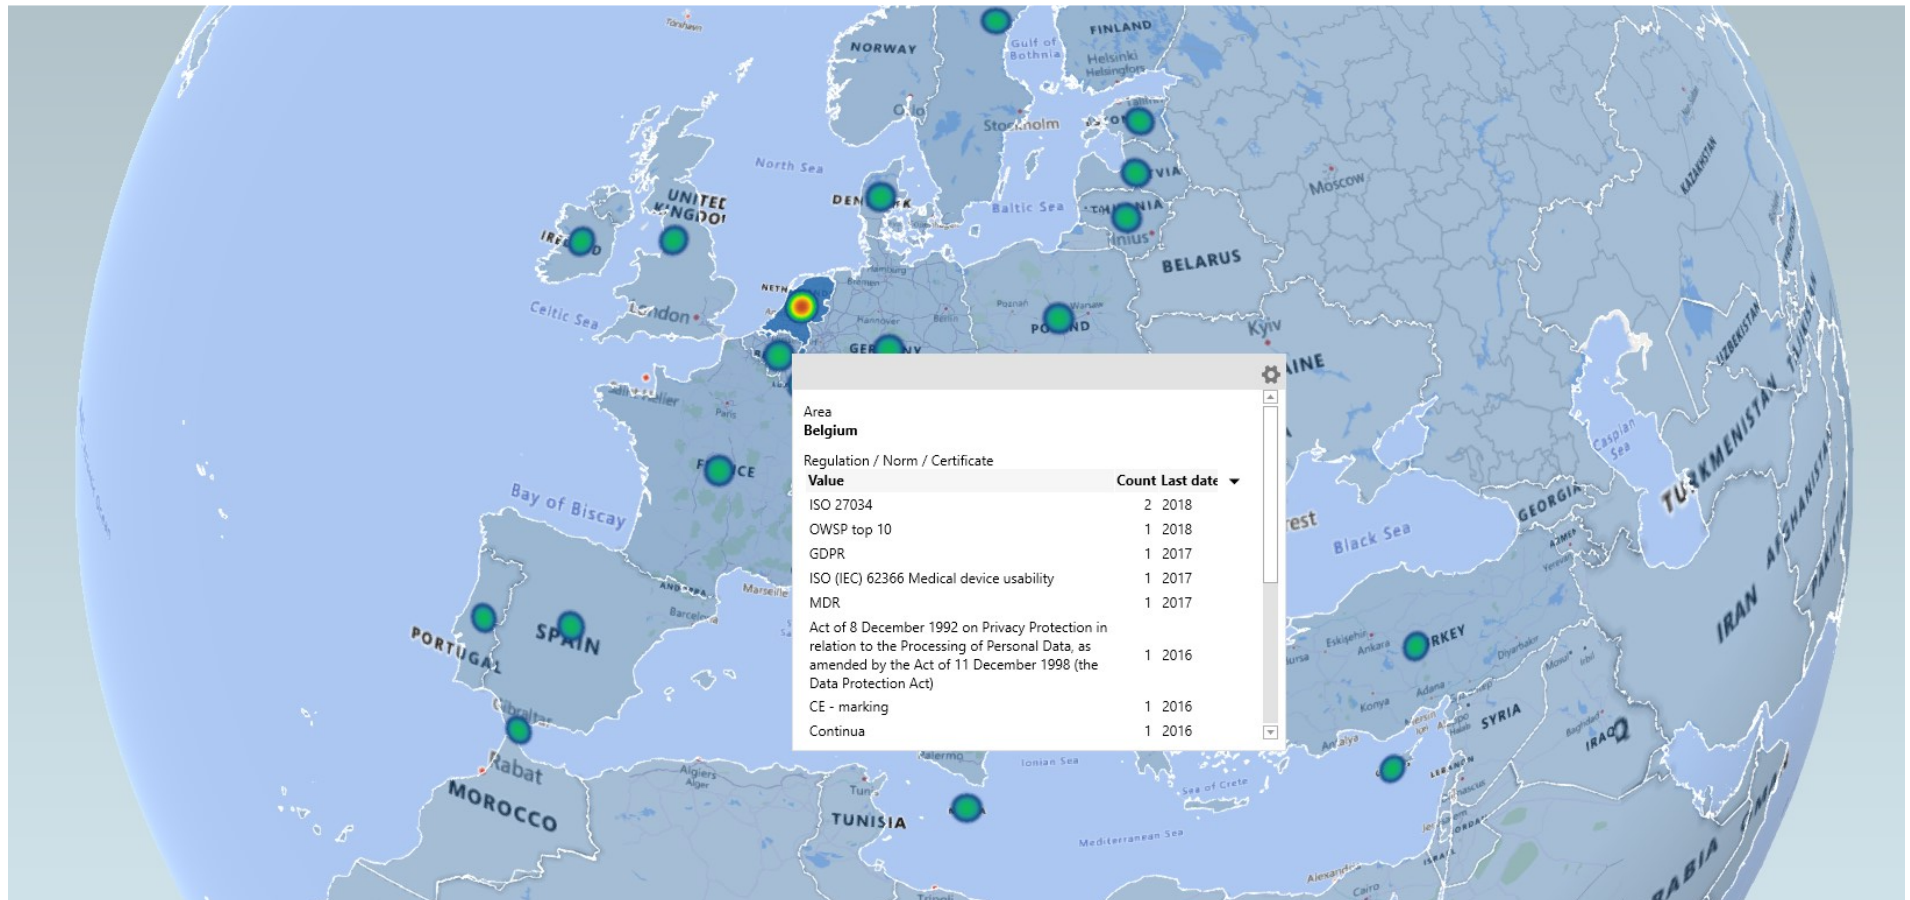 Tórshavn
FINLAND
NORWAY
Gulf of
Bothnia
Helsinki
Helsingfors
Stockholm
North Sea
UNITED
Moscow
KAZAKHSTAN
Baltic Sea
BELARUS
Celtic Sea
London
Bremen
Hannover
Berlin
Poznań
Warsaw
Kyiv
UZBEKISTAN
Paris
Caspian
Sea
TURKMENISTAN
AFGHANISTAN
Bay of Biscay
GEORGIA
Black Sea
Yerevan
Marseille
Barcelona
IRAN
PORTUGAL
SPAIN
Eskişehir
Ankara
Diyarbakır
Konya
Adana
Gibraltar
SYRIA
Baghdad
IRAQ
Antalya
LEBANON
Rabat
Algiers
Alger
Palermo
Ionian Sea
Sea of Crete
MOROCCO
TUNISIA
Mediterranean Sea
ISRAEL
Cairo
Area
Belgium
Regulation / Norm / Certificate
Value Count Last date
ISO 27034 2 2018
OWSP top 10 1 2018
GDPR 1 2017
ISO (IEC) 62366 Medical device usability 1 2017
MDR 1 2017
Act of 8 December 1992 on Privacy Protection in
relation to the Processing of Personal Data, as
amended by the Act of 11 December 1998 (the
Data Protection Act) 1 2016
CE - marking 1 2016
Continua 1 2016